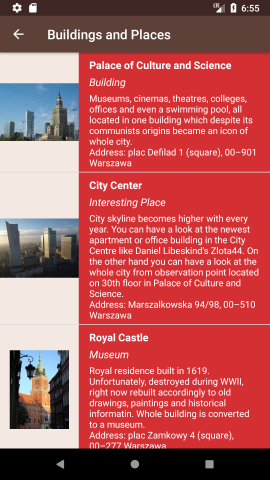 6:55
Buildings and Places
Palace of Culture and Science
Building
Museums, cinemas, theatres, colleges,
offices and even a swimming pool, all
located in one building which despite its
communists origins became an icon of
whole city.
Address: plac Defilad 1 (square), 00–901
Warszawa
City Center
Interesting Place
City skyline becomes higher with every
year. You can have a look at the newest
apartment or office building in the City
Centre like Daniel Libeskind's Zlota44. On
the other hand you can have a look at the
whole city from observation point located
on 30th floor in Palace of Culture and
Science.
Address: Marszalkowska 94/98, 00–510
Warszawa
Royal Castle
Museum
Royal residence built in 1619.
Unfortunately, destroyed during WWII,
right now rebuilt accordingly to old
drawings, paintings and historical
informatin. Whole building is converted
to a museum.
Address: plac Zamkowy 4 (square),
00–277 Warszawa